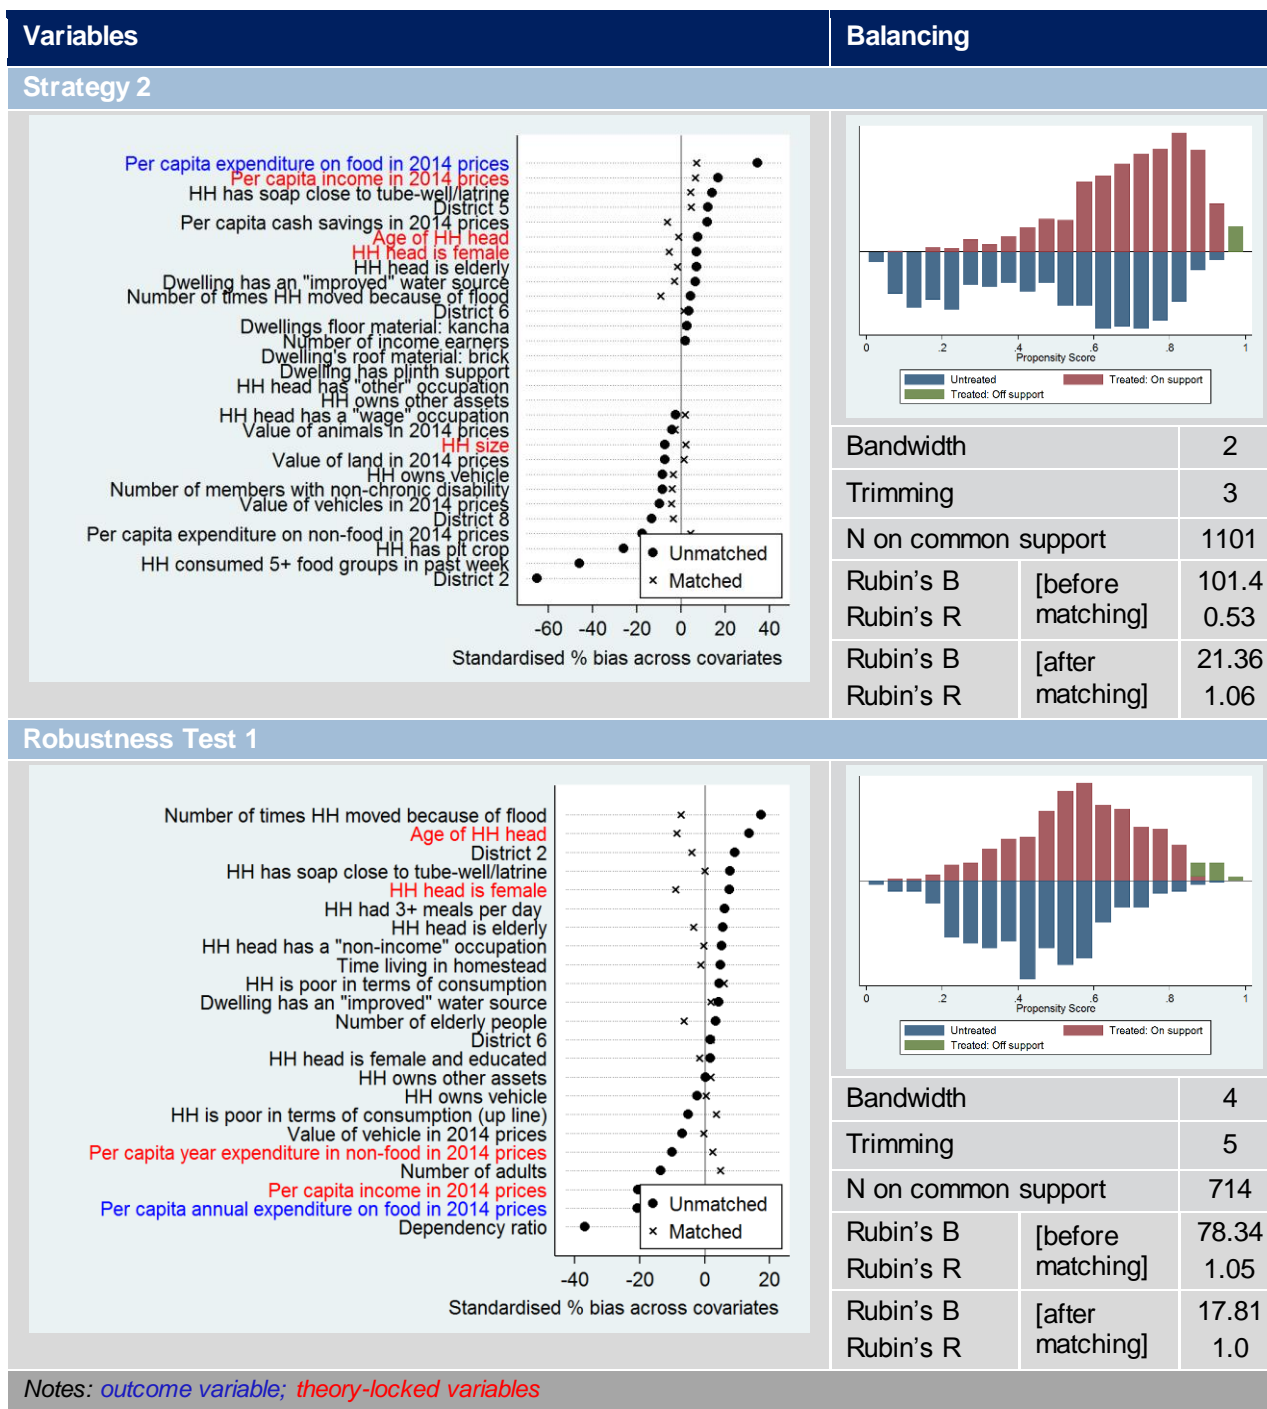 Variables
Balancing
Strategy 2
Per capita expenditure on food in 2014 prices
Per capita income in 2014 prices
HH has soap close to tube-well/latrine
District 5
Per capita cash savings in 2014 prices
Age of HH head
HH head is female
HH head is elderly
Dwelling has an "improved" water source
Number of times HH moved because of flood
District 6
Dwellings floor material: kancha
Number of income earners
Dwelling's roof material: brick
Dwelling has plinth support
HH head has "other" occupation
HH owns other assets
HH head has a "wage" occupation
Value of animals in 2014 prices
HH size
Value of land in 2014 prices
HH owns vehicle
Number of members with non-chronic disability
Value of vehicles in 2014 prices
District 8
Per capita expenditure on non-food in 2014 prices
HH has pit crop
HH consumed 5+ food groups in past week
District 2
Unmatched
Matched
-60 -40 -20 0 20 40
Standardised % bias across covariates
0 .2 .4 .6 .8 1
Propensity Score
Untreated
Treated: On support
Treated: Off support
Bandwidth 2
Trimming 3
N on common support 1101
Rubin's B [before matching] 101.4
Rubin's R 0.53
Rubin's B [after matching] 21.36
Rubin's R 1.06
Robustness Test 1
Number of times HH moved because of flood
Age of HH head
District 2
HH has soap close to tube-well/latrine
HH head is female
HH had 3+ meals per day
HH head is elderly
HH head has a "non-income" occupation
Time living in homestead
HH is poor in terms of consumption
Dwelling has an "improved" water source
Number of elderly people
District 6
HH head is female and educated
HH owns other assets
HH owns vehicle
HH is poor in terms of consumption (up line)
Value of vehicle in 2014 prices
Per capita year expenditure in non-food in 2014 prices
Number of adults
Per capita income in 2014 prices
Per capita annual expenditure on food in 2014 prices
Dependency ratio
Unmatched
Matched
-40 -20 0 20
Standardised % bias across covariates
0 .2 .4 .6 .8 1
Propensity Score
Untreated
Treated: On support
Treated: Off support
Bandwidth 4
Trimming 5
N on common support 714
Rubin's B [before matching] 78.34
Rubin's R 1.05
Rubin's B [after matching] 17.81
Rubin's R 1.0
Notes: outcome variable; theory-locked variables